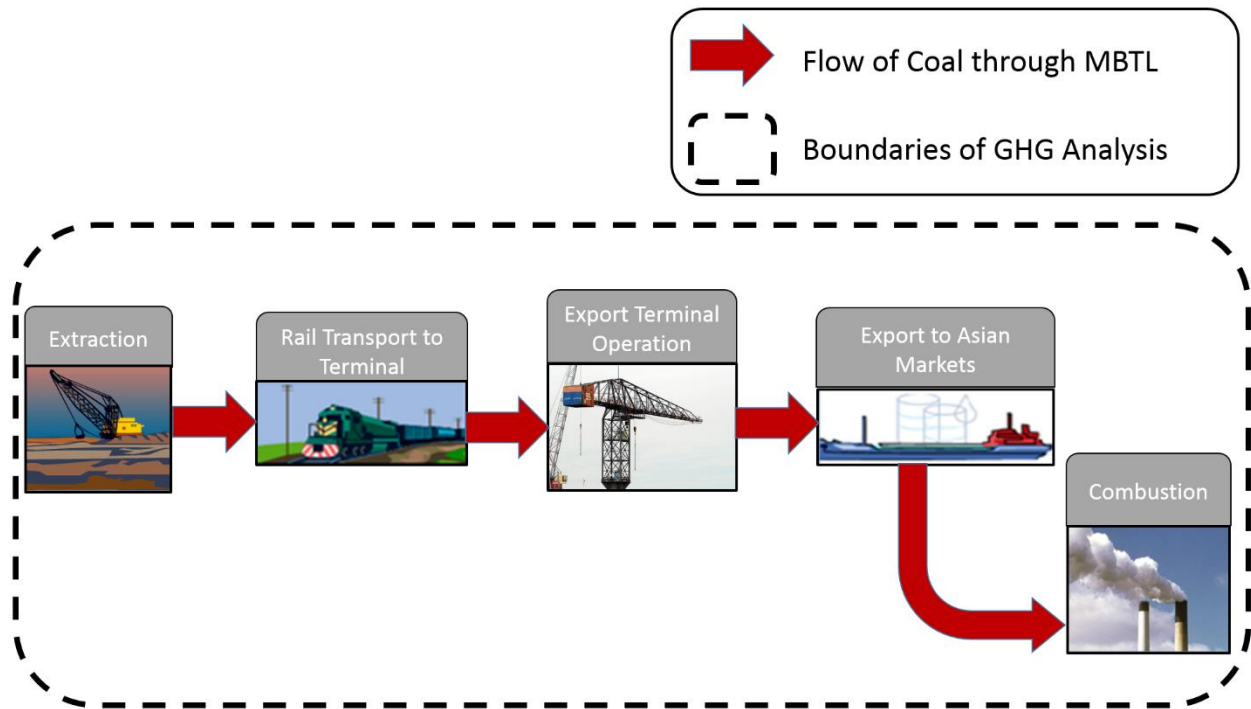 Flow of Coal through MBTL
Boundaries of GHG Analysis
Extraction
Rail Transport to
Terminal
Export Terminal
Operation
Export to Asian
Markets
Combustion